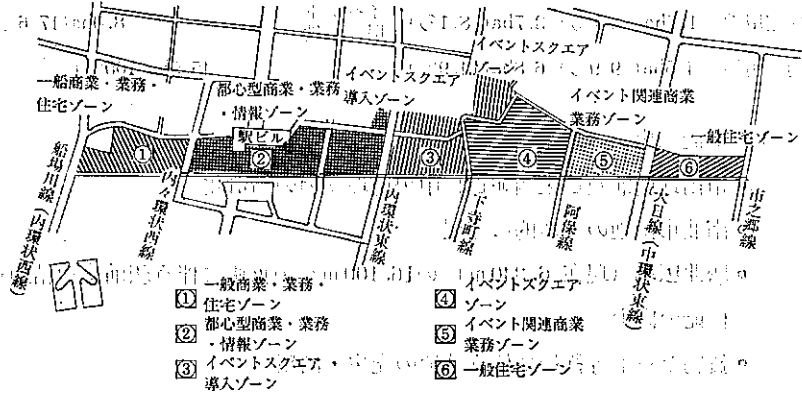 イベントスクエア
ゾーン
一船商業・業務・
住宅ゾーン
都心型商業・業務
・情報ゾーン
イベントスクエア
導入ゾーン
イベント関連商業
業務ゾーン
一般住宅ゾーン
駅ビル
①
②
③
④
⑤
⑥
船場川線(内環状西線)
内々環状西線
内環状東線
下寺町線
阿保線
大日線(中環状東線)
市之郷線
① 一般商業・業務・
住宅ゾーン
② 都心型商業・業務
・情報ゾーン
③ イベントスクエア
導入ゾーン
④ イベントスクエア
ゾーン
⑤ イベント関連商業
業務ゾーン
⑥ 一般住宅ゾーン